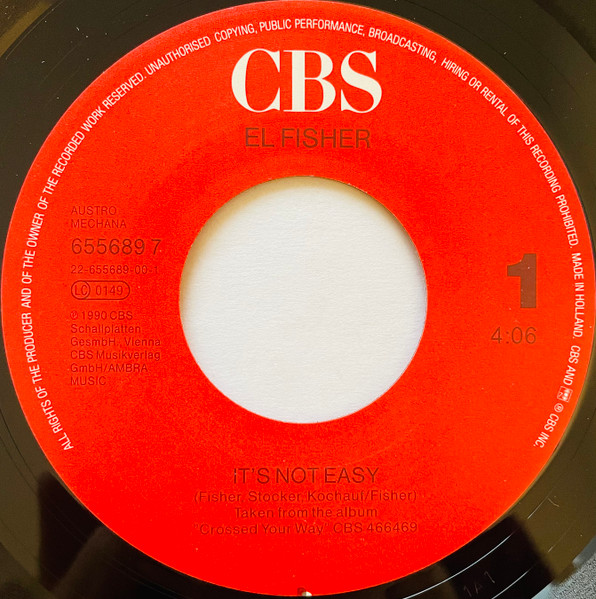 ALL RIGHTS OF THE PRODUCER AND OF THE OWNER OF THE RECORDED WORK RESERVED. UNAUTHORISED COPYING, PUBLIC PERFORMANCE, BROADCASTING, HIRING OR RENTAL OF THIS RECORDING PROHIBITED. MADE IN HOLLAND. CBS AND ® CBS INC.
CBS
EL FISHER
AUSTRO
MECHANA
655689 7
22-655689-00-1
LC 0149
℗ 1990 CBS
Schallplatten
GesmbH., Vienna
CBS Musikverlag
GmbH/AMBRA
MUSIC
1
4:06
IT'S NOT EASY
(Fisher, Stocker, Kochaul/Fisher)
Taken from the album
"Crossed Your Way" CBS 466469
1A1